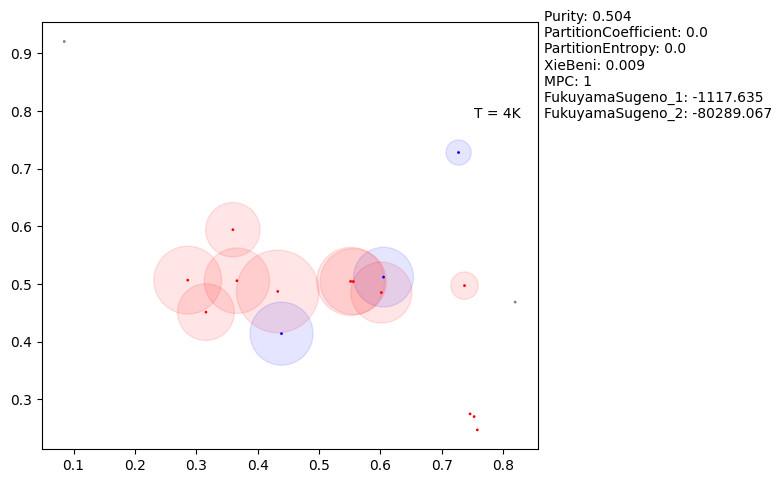 Purity: 0.504
PartitionCoefficient: 0.0
PartitionEntropy: 0.0
XieBeni: 0.009
MPC: 1
FukuyamaSugeno_1: -1117.635
FukuyamaSugeno_2: -80289.067
T = 4K
0.9
0.8
0.7
0.6
0.5
0.4
0.3
0.1 0.2 0.3 0.4 0.5 0.6 0.7 0.8